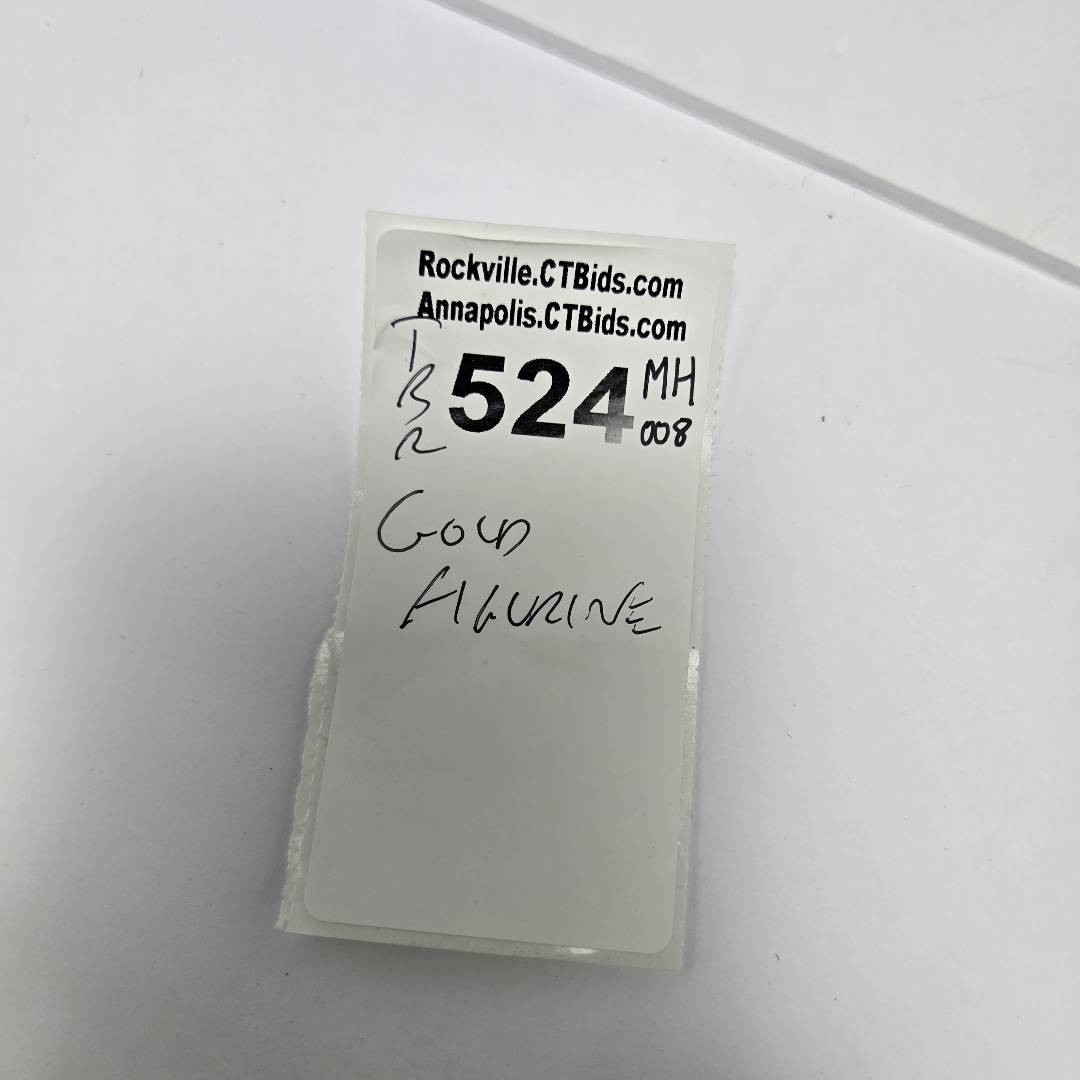 Rockville.CTBids.com
Annapolis.CTBids.com
T
B
R
524
MH
008
GOLD
FIGURINE